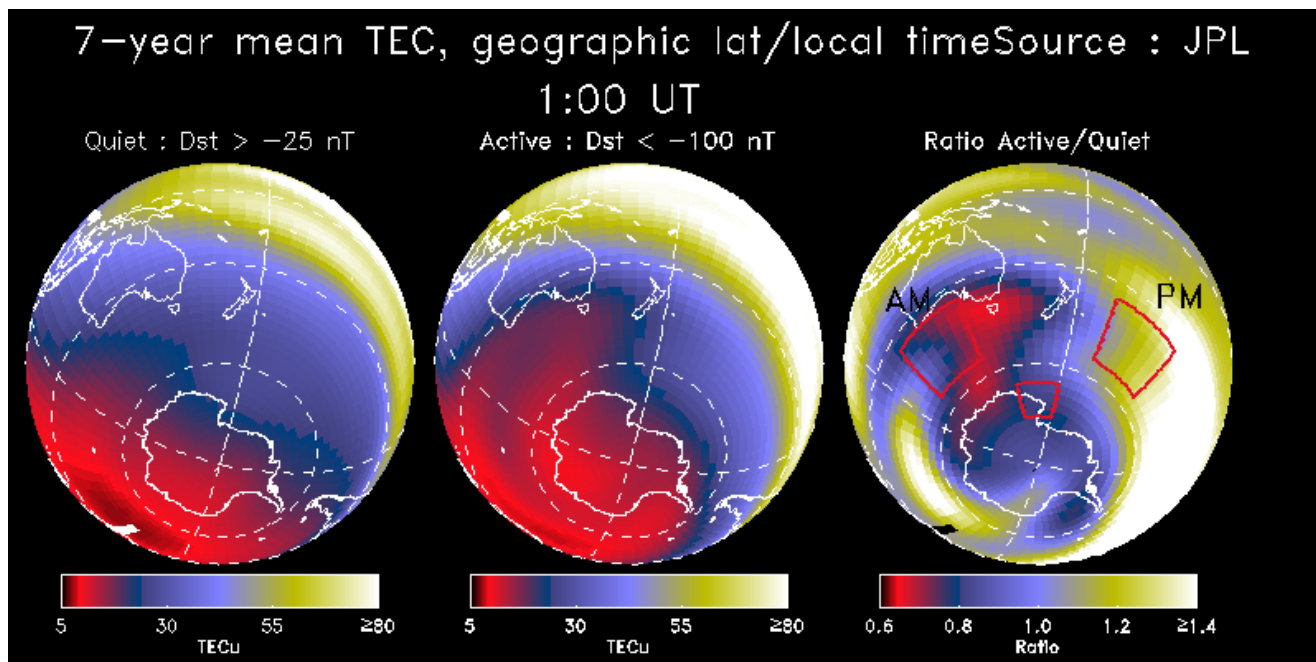 7-year mean TEC, geographic lat/local timeSource : JPL
1:00 UT
Quiet : Dst > -25 nT
Active : Dst < -100 nT
Ratio Active/Quiet
AM
PM
5 30 55 ≥80
TECu
5 30 55 ≥80
TECu
0.6 0.8 1.0 1.2 ≥1.4
Ratio